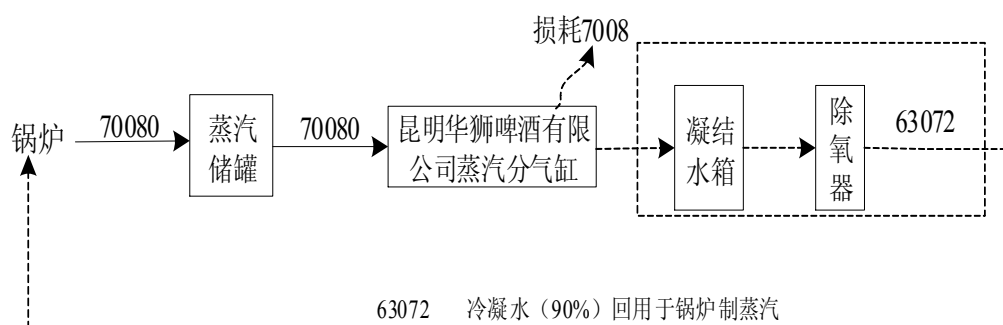 损耗7008
锅炉
70080
蒸汽
储罐
70080
昆明华狮啤酒有限
公司蒸汽分气缸
凝结
水箱
除
氧
器
63072
63072 冷凝水（90%）回用于锅炉制蒸汽